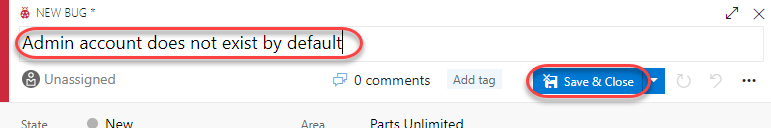 NEW BUG *
Admin account does not exist by default
Unassigned 0 comments Add tag Save & Close
State New Area Parts Unlimited